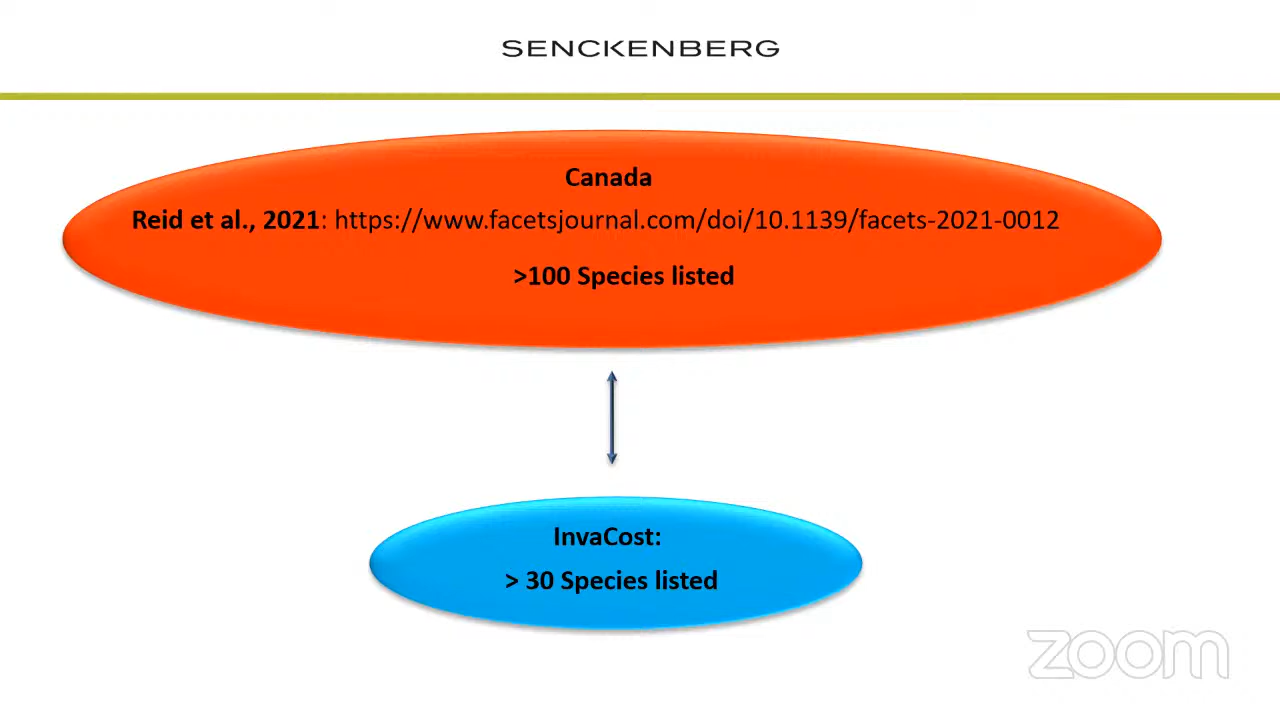 SENCKENBERG
Canada
Reid et al., 2021: https://www.facetsjournal.com/doi/10.1139/facets-2021-0012
>100 Species listed
InvaCost:
> 30 Species listed
zoom